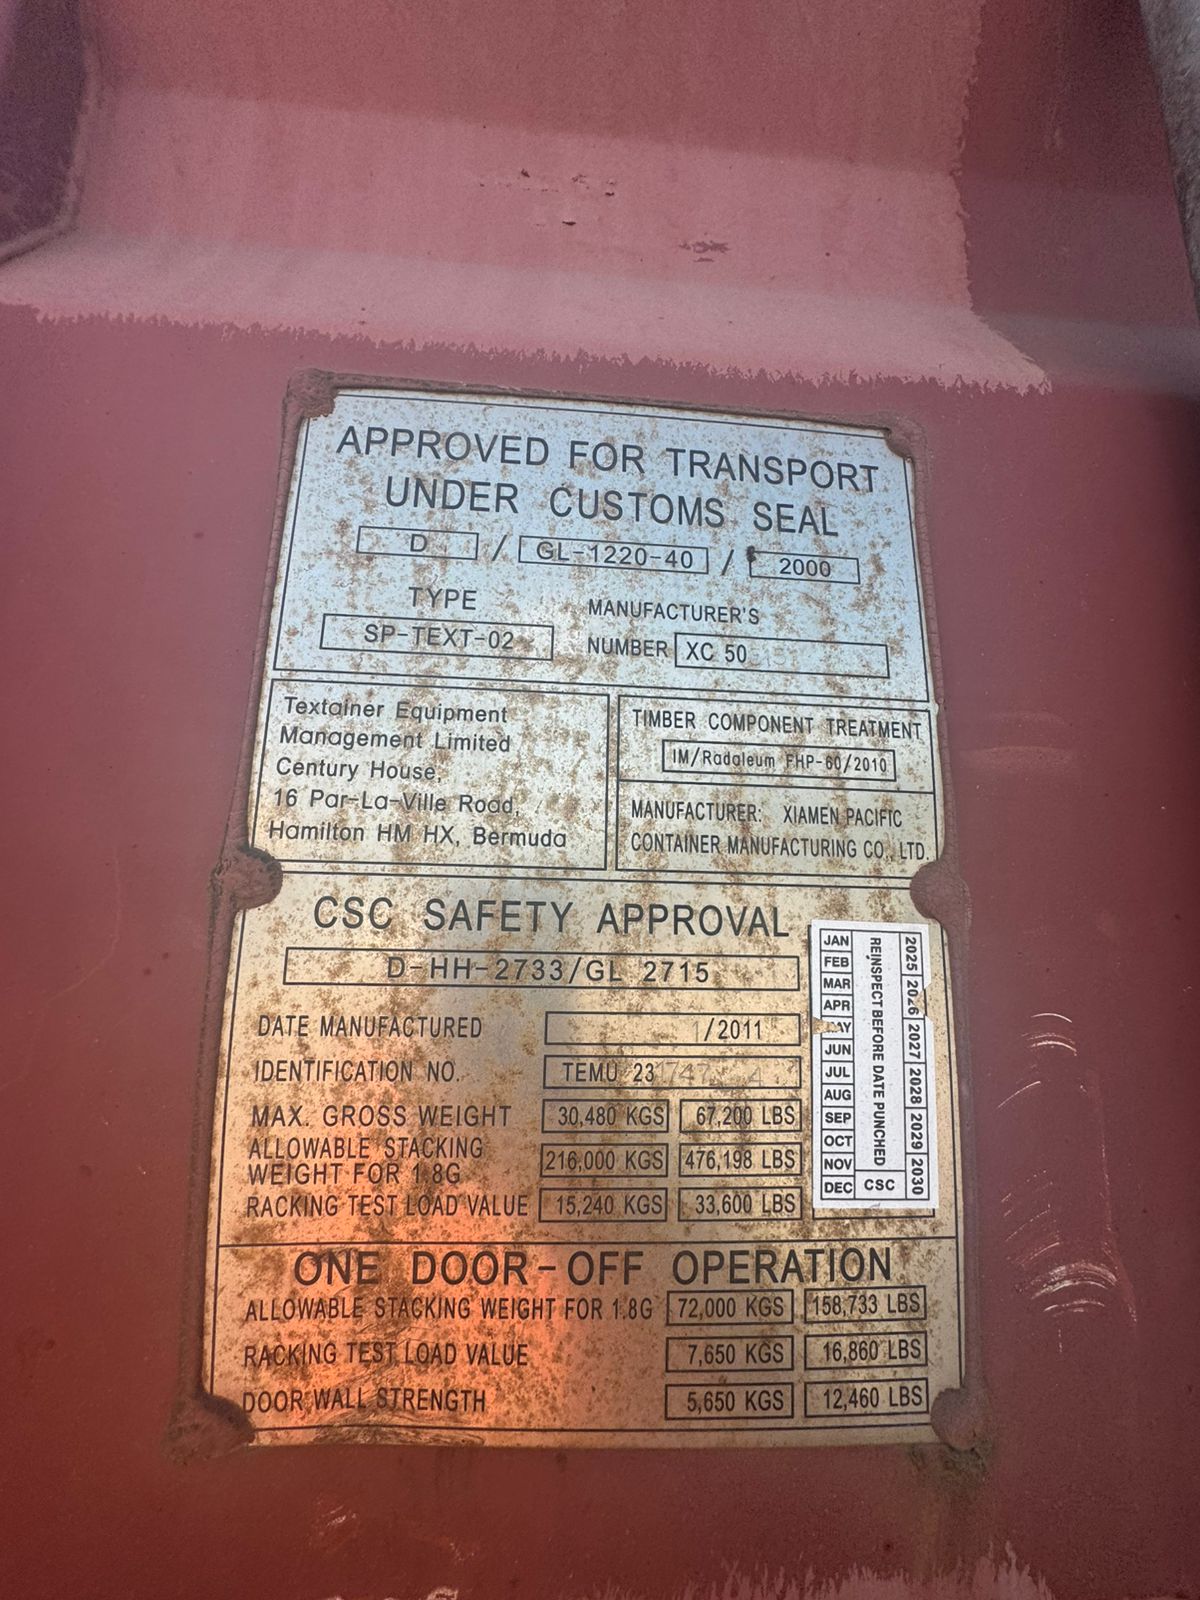 APPROVED FOR TRANSPORT
UNDER CUSTOMS SEAL
D / GL-1220-40 / 2000
TYPE
SP-TEXT-02
MANUFACTURER'S
NUMBER XC 50
Textainer Equipment
Management Limited
Century House,
16 Par-La-Ville Road,
Hamilton HM HX, Bermuda
TIMBER COMPONENT TREATMENT
IM/Radaleum FHP-60/2010
MANUFACTURER: XIAMEN PACIFIC
CONTAINER MANUFACTURING CO., LTD.
CSC SAFETY APPROVAL
D-HH-2733/GL 2715
DATE MANUFACTURED 1/2011
IDENTIFICATION NO. TEMU 23
MAX. GROSS WEIGHT 30,480 KGS 67,200 LBS
ALLOWABLE STACKING
WEIGHT FOR 1.8G 216,000 KGS 476,198 LBS
RACKING TEST LOAD VALUE 15,240 KGS 33,600 LBS
JAN
FEB
MAR
APR
MAY
JUN
JUL
AUG
SEP
OCT
NOV
DEC
REINSPECT BEFORE DATE PUNCHED
CSC
2025 2026 2027 2028 2029 2030
ONE DOOR-OFF OPERATION
ALLOWABLE STACKING WEIGHT FOR 1.8G 72,000 KGS 158,733 LBS
RACKING TEST LOAD VALUE 7,650 KGS 16,860 LBS
DOOR WALL STRENGTH 5,650 KGS 12,460 LBS